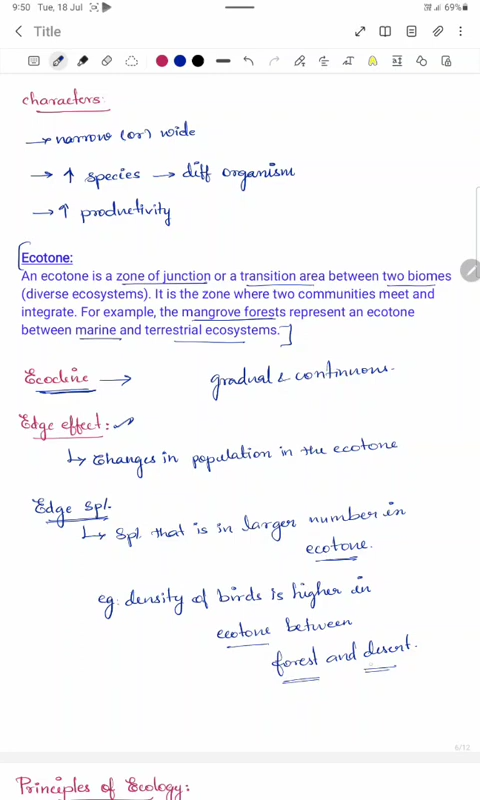 9:50 Tue, 18 Jul
69%
Title
characters:
→ narrow (or) wide
→ ↑ species → diff organism
→ ↑ productivity
Ecotone:
An ecotone is a zone of junction or a transition area between two biomes
(diverse ecosystems). It is the zone where two communities meet and
integrate. For example, the mangrove forests represent an ecotone
between marine and terrestrial ecosystems.
Ecocline → gradual & continuous.
Edge effect:
↳ changes in population in the ecotone
Edge spl.
↳ spl that is in larger number in
ecotone.
eg: density of birds is higher in
ecotone between
forest and desert.
6/12
Principles of Ecology: